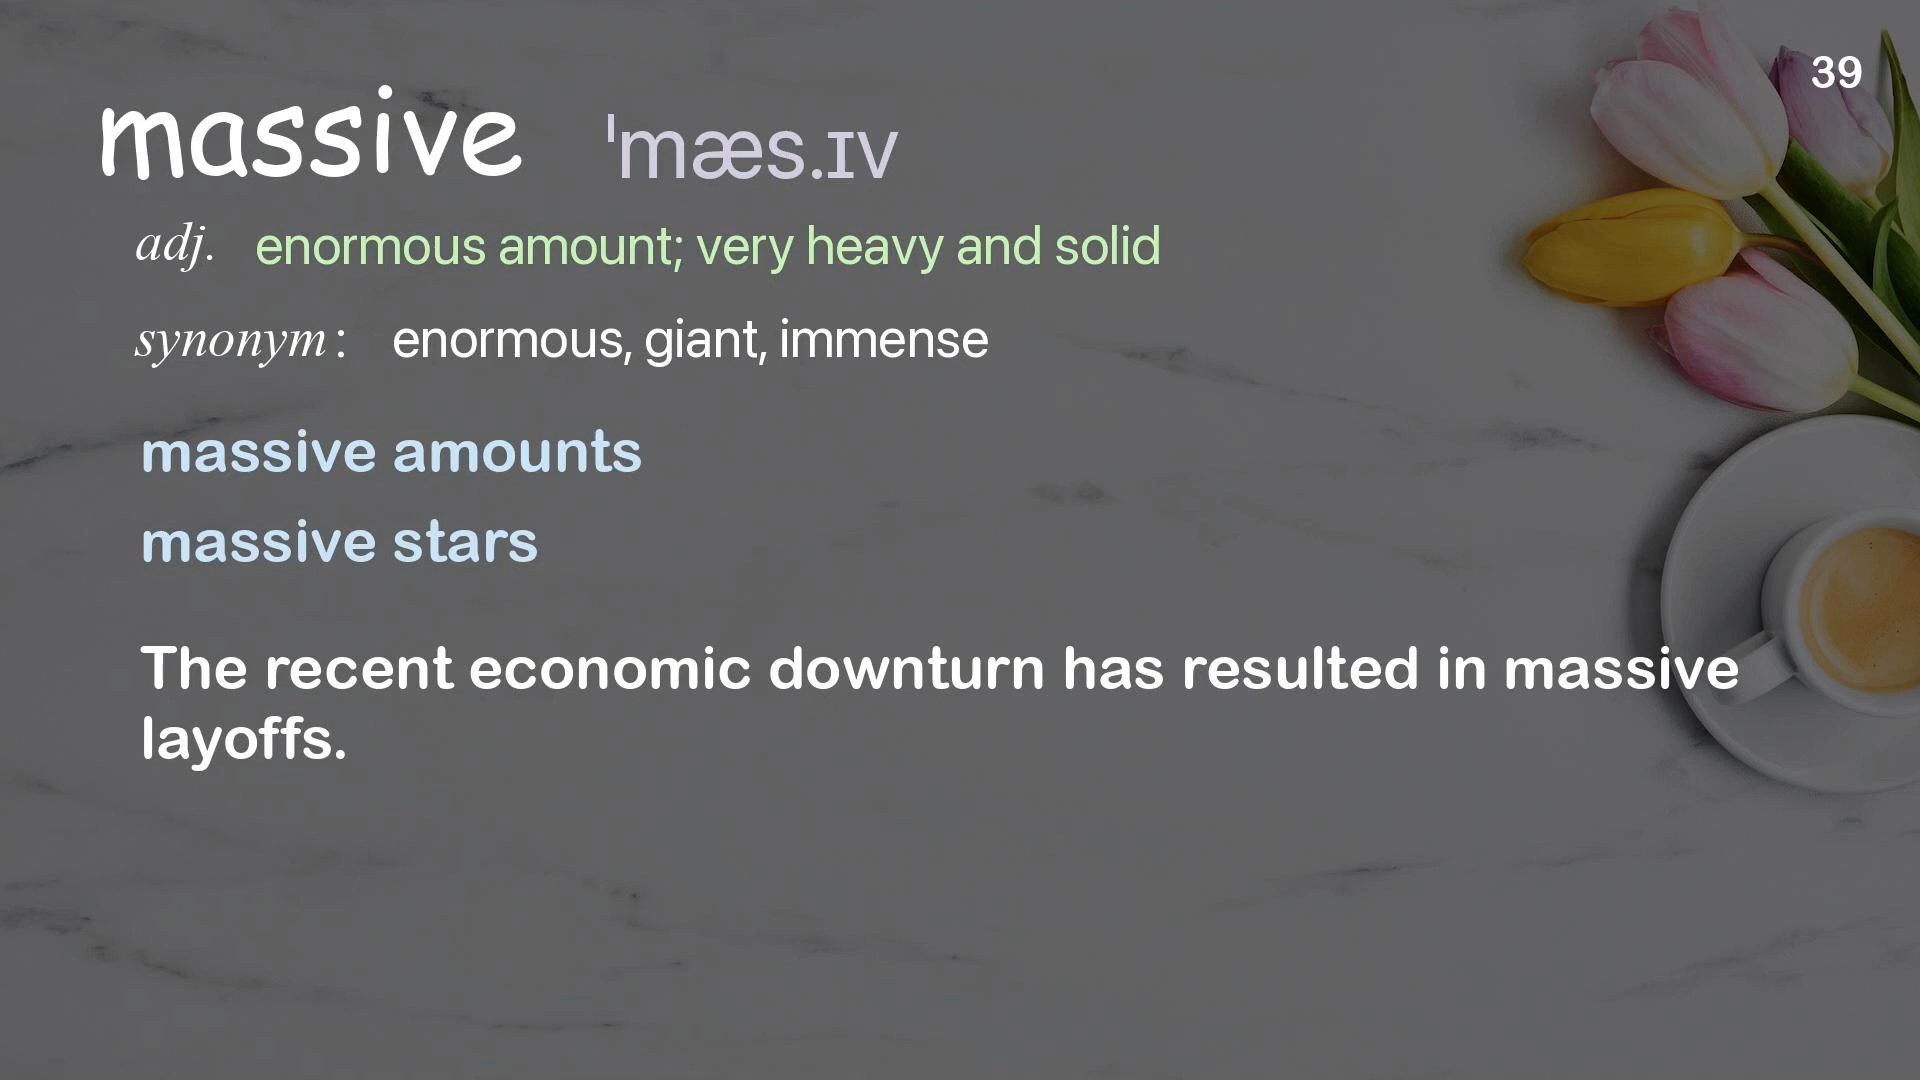 39
massive ˈmæs.ɪv
adj. enormous amount; very heavy and solid
synonym: enormous, giant, immense
massive amounts
massive stars
The recent economic downturn has resulted in massive
layoffs.